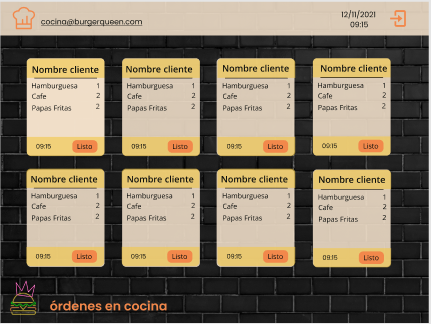 cocina@burgerqueen.com
12/11/2021
09:15
Nombre cliente
Hamburguesa 1
Cafe 2
Papas Fritas 2
09:15 Listo
Nombre cliente
Hamburguesa 1
Cafe 2
Papas Fritas 2
09:15 Listo
Nombre cliente
Hamburguesa 1
Cafe 2
Papas Fritas 2
09:15 Listo
Nombre cliente
Hamburguesa 1
Cafe 2
Papas Fritas 2
09:15 Listo
Nombre cliente
Hamburguesa 1
Cafe 2
Papas Fritas 2
09:15 Listo
Nombre cliente
Hamburguesa 1
Cafe 2
Papas Fritas 2
09:15 Listo
Nombre cliente
Hamburguesa 1
Cafe 2
Papas Fritas 2
09:15 Listo
Nombre cliente
Hamburguesa 1
Cafe 2
Papas Fritas 2
09:15 Listo
órdenes en cocina